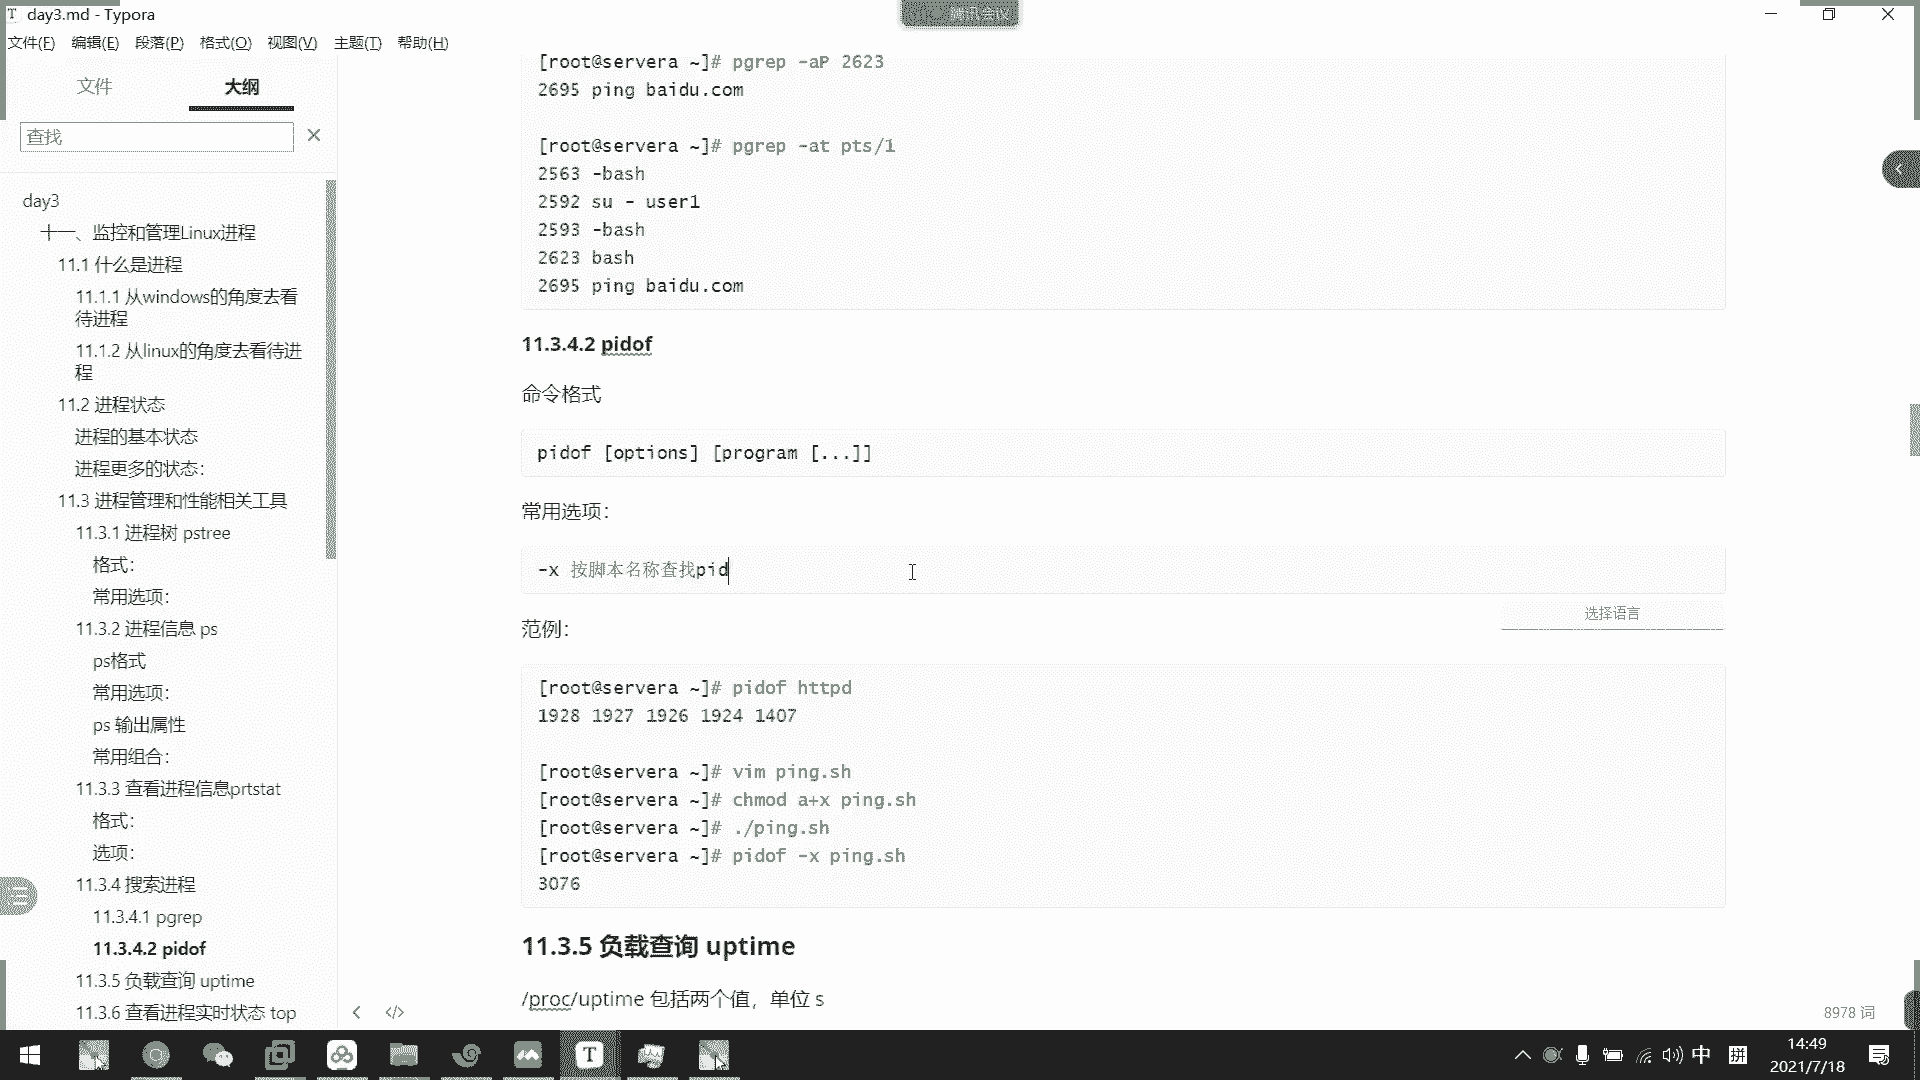 day3.md - Typora
腾讯会议
文件(F) 编辑(E) 段落(P) 格式(O) 视图(V) 主题(T) 帮助(H)
文件 大纲
查找
day3
十一、监控和管理Linux进程
11.1 什么是进程
11.1.1 从windows的角度去看
待进程
11.1.2 从linux的角度去看待进
程
11.2 进程状态
进程的基本状态
进程更多的状态：
11.3 进程管理和性能相关工具
11.3.1 进程树 pstree
格式：
常用选项：
11.3.2 进程信息 ps
ps格式
常用选项：
ps 输出属性
常用组合：
11.3.3 查看进程信息prtstat
格式：
选项：
11.3.4 搜索进程
11.3.4.1 pgrep
11.3.4.2 pidof
11.3.5 负载查询 uptime
11.3.6 查看进程实时状态 top
[root@servera ~]# pgrep -aP 2623
2695 ping baidu.com
[root@servera ~]# pgrep -at pts/1
2563 -bash
2592 su - user1
2593 -bash
2623 bash
2695 ping baidu.com
11.3.4.2 pidof
命令格式
pidof [options] [program [...]]
常用选项：
-x 按脚本名称查找pid
选择语言
范例：
[root@servera ~]# pidof httpd
1928 1927 1926 1924 1407
[root@servera ~]# vim ping.sh
[root@servera ~]# chmod a+x ping.sh
[root@servera ~]# ./ping.sh
[root@servera ~]# pidof -x ping.sh
3076
11.3.5 负载查询 uptime
/proc/uptime 包括两个值，单位 s
8978 词
中 拼
14:49
2021/7/18